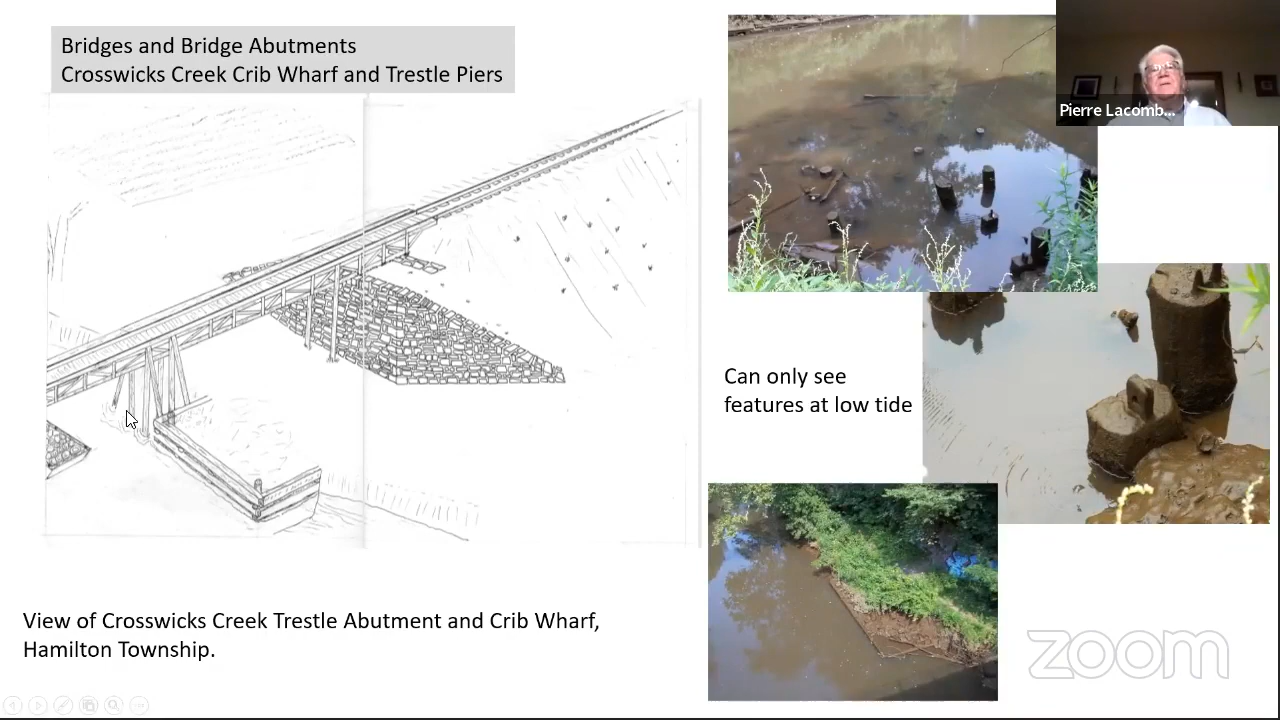 Bridges and Bridge Abutments
Crosswicks Creek Crib Wharf and Trestle Piers
Pierre Lacomb...
Can only see
features at low tide
View of Crosswicks Creek Trestle Abutment and Crib Wharf,
Hamilton Township.
zoom